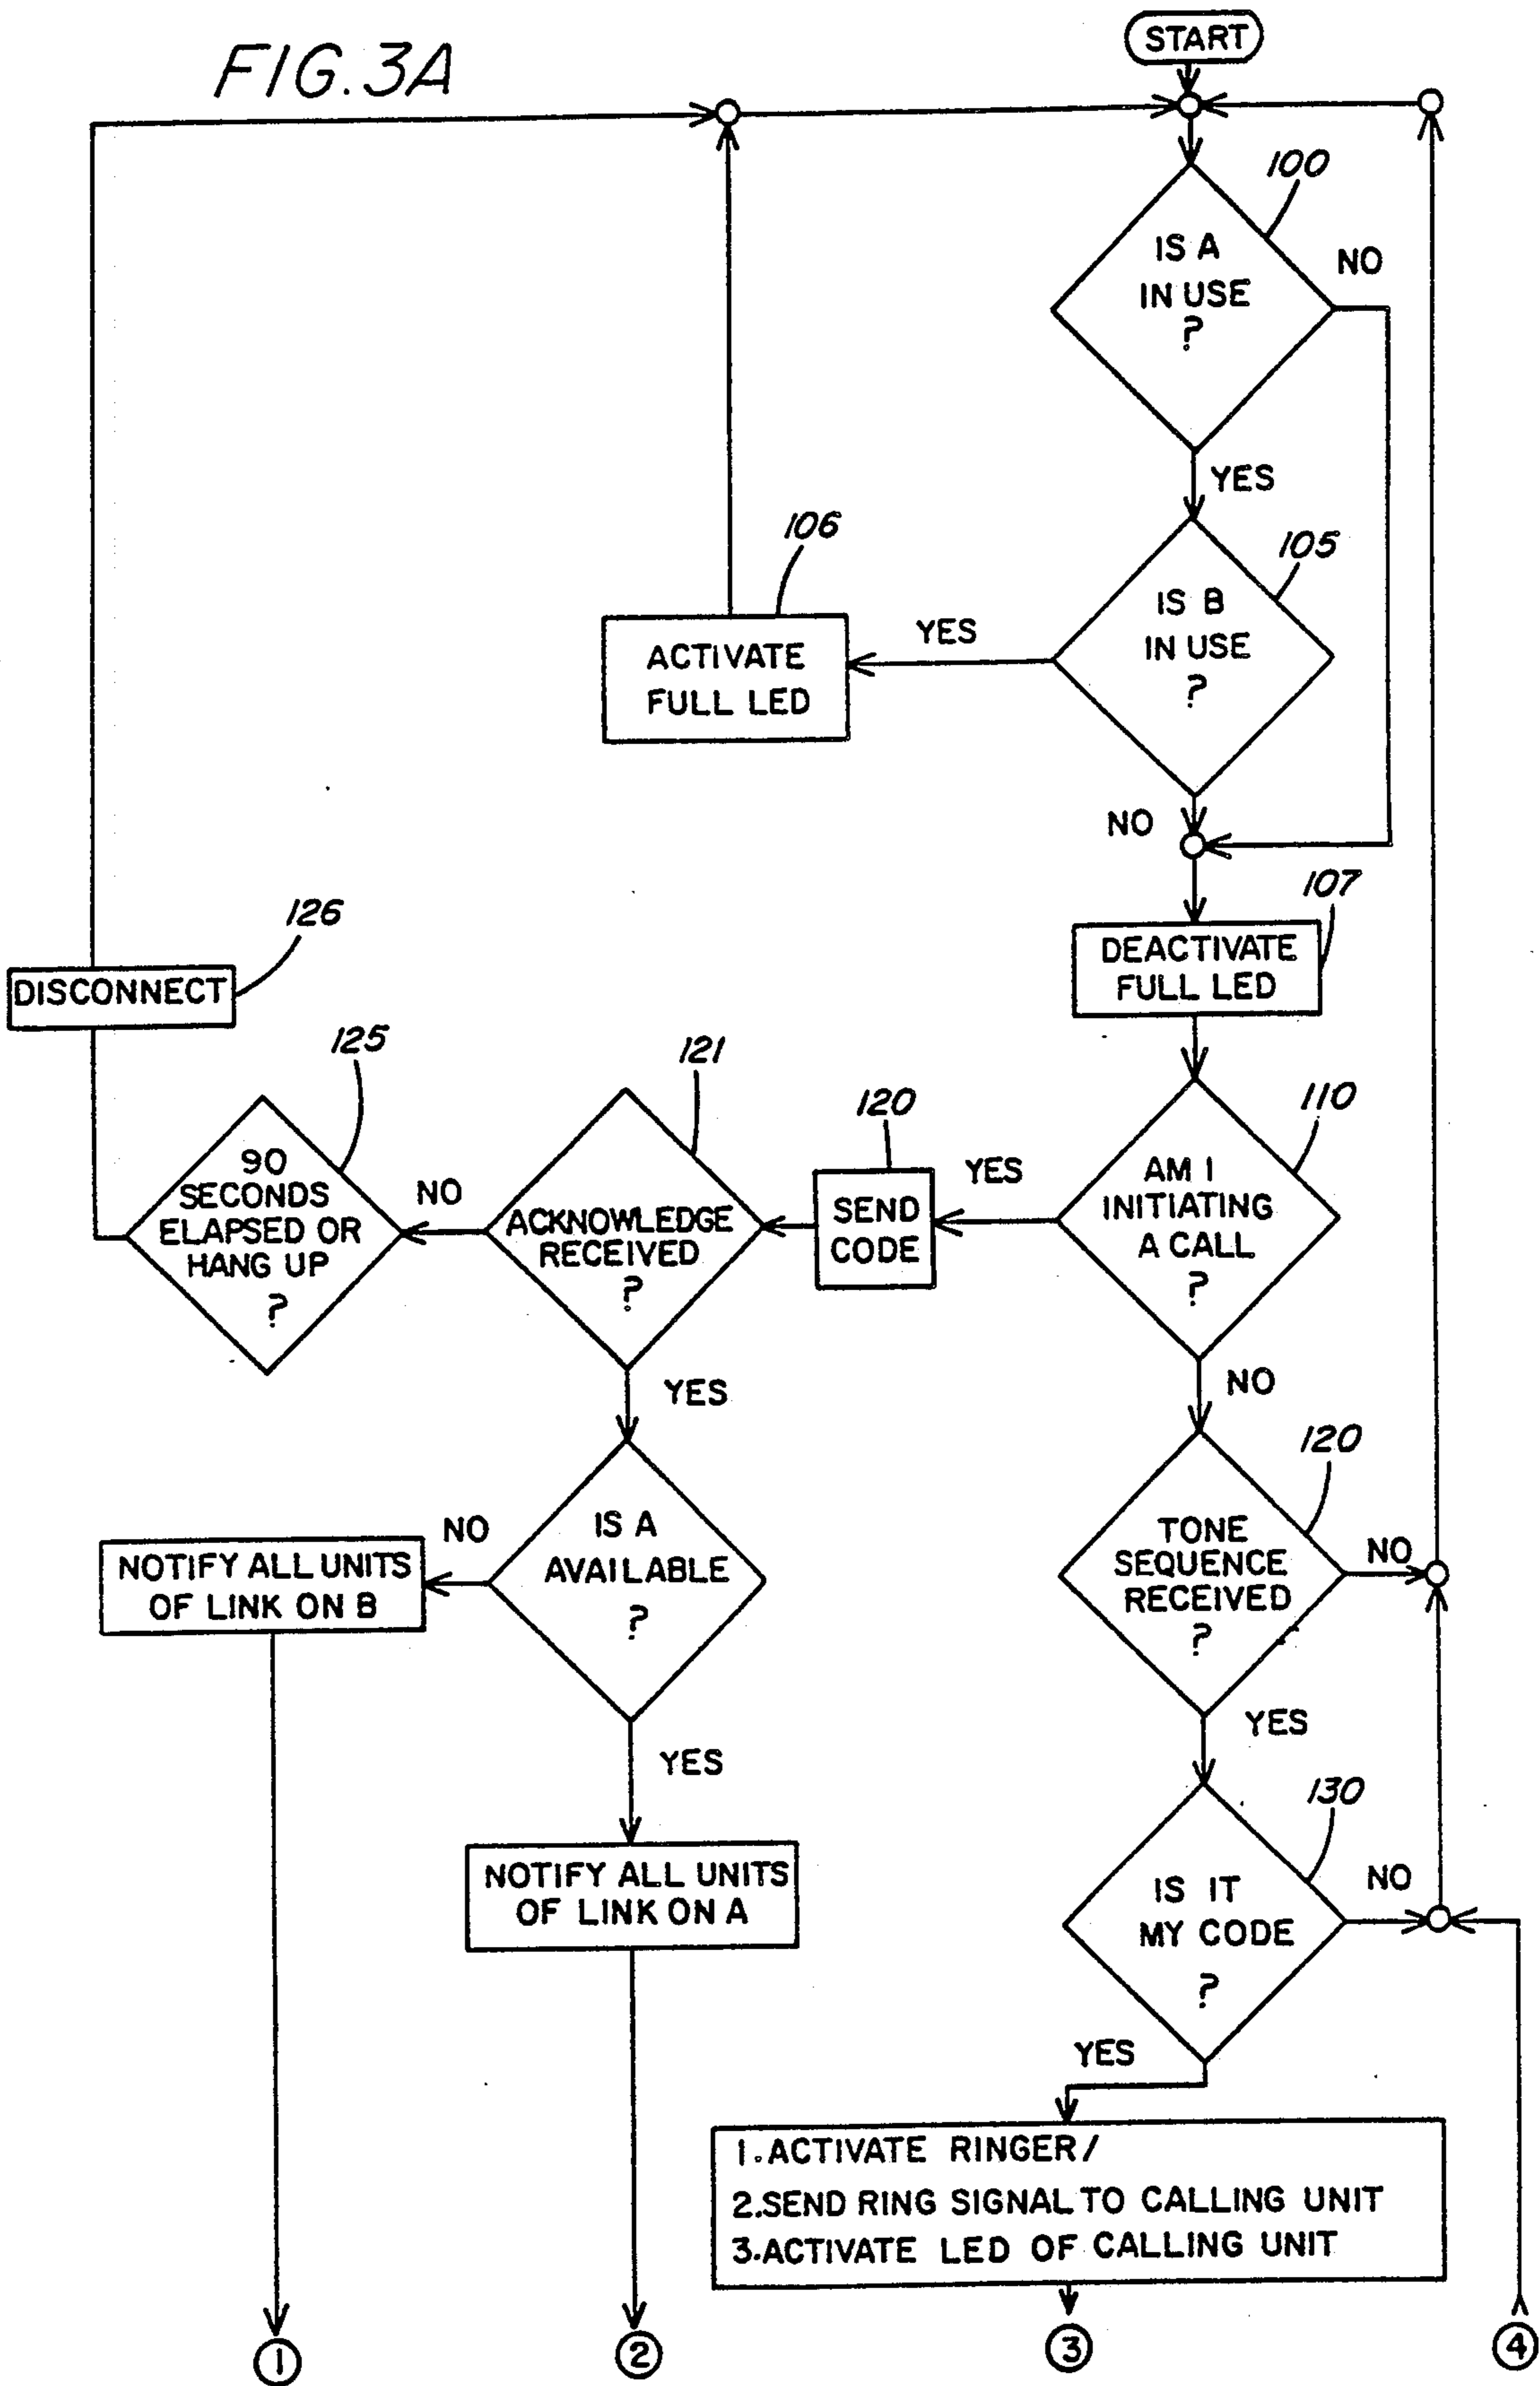 FIG. 3A
START
100
IS A
IN USE
?
NO
YES
105
IS B
IN USE
?
YES
106
ACTIVATE
FULL LED
NO
107
DEACTIVATE
FULL LED
126
DISCONNECT
125
90
SECONDS
ELAPSED OR
HANG UP
?
NO
121
ACKNOWLEDGE
RECEIVED
?
120
SEND
CODE
YES
110
AM I
INITIATING
A CALL
?
YES
NO
IS A
AVAILABLE
?
NO
NOTIFY ALL UNITS
OF LINK ON B
120
TONE
SEQUENCE
RECEIVED
?
NO
YES
YES
NOTIFY ALL UNITS
OF LINK ON A
130
IS IT
MY CODE
?
NO
YES
1. ACTIVATE RINGER/
2. SEND RING SIGNAL TO CALLING UNIT
3. ACTIVATE LED OF CALLING UNIT
1
2
3
4